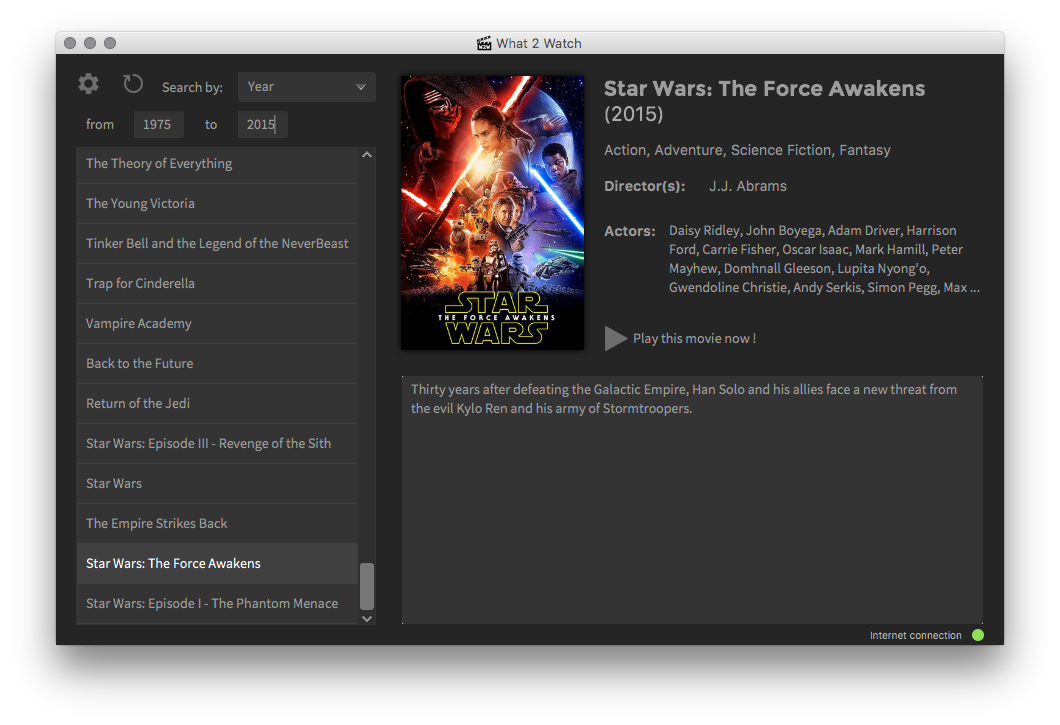 What 2 Watch
Search by:
Year
from
1975
to
2015
The Theory of Everything
The Young Victoria
Tinker Bell and the Legend of the NeverBeast
Trap for Cinderella
Vampire Academy
Back to the Future
Return of the Jedi
Star Wars: Episode III - Revenge of the Sith
Star Wars
The Empire Strikes Back
Star Wars: The Force Awakens
Star Wars: Episode I - The Phantom Menace
STAR
THE FORCE AWAKENS
WARS
Star Wars: The Force Awakens
(2015)
Action, Adventure, Science Fiction, Fantasy
Director(s): J.J. Abrams
Actors: Daisy Ridley, John Boyega, Adam Driver, Harrison
Ford, Carrie Fisher, Oscar Isaac, Mark Hamill, Peter
Mayhew, Domhnall Gleeson, Lupita Nyong'o,
Gwendoline Christie, Andy Serkis, Simon Pegg, Max ...
Play this movie now !
Thirty years after defeating the Galactic Empire, Han Solo and his allies face a new threat from
the evil Kylo Ren and his army of Stormtroopers.
Internet connection